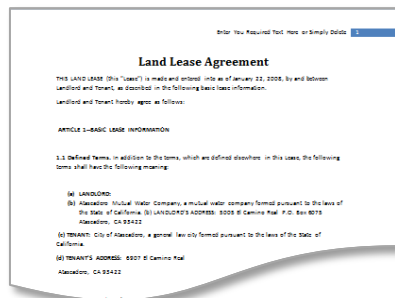 Enter You Required Text Here or Simply Delete 1
Land Lease Agreement
THIS LAND LEASE (this "Lease") is made and entered into as of January 22, 2008, by and between
Landlord and Tenant, as described in the following basic lease information.
Landlord and Tenant hereby agree as follows:
ARTICLE 1—BASIC LEASE INFORMATION
1.1 Defined Terms. In addition to the terms, which are defined elsewhere in this Lease, the following
terms shall have the following meaning:
(a) LANDLORD:
(b) Atascadero Mutual Water Company, a mutual water company formed pursuant to the laws of
the State of California. (b) LANDLORD'S ADDRESS: 5005 El Camino Real P.O. Box 6075
Atascadero, CA 93422
(c) TENANT: City of Atascadero, a general law city formed pursuant to the laws of the State of
California.
(d) TENANT'S ADDRESS: 6907 El Camino Real
Atascadero, CA 93422